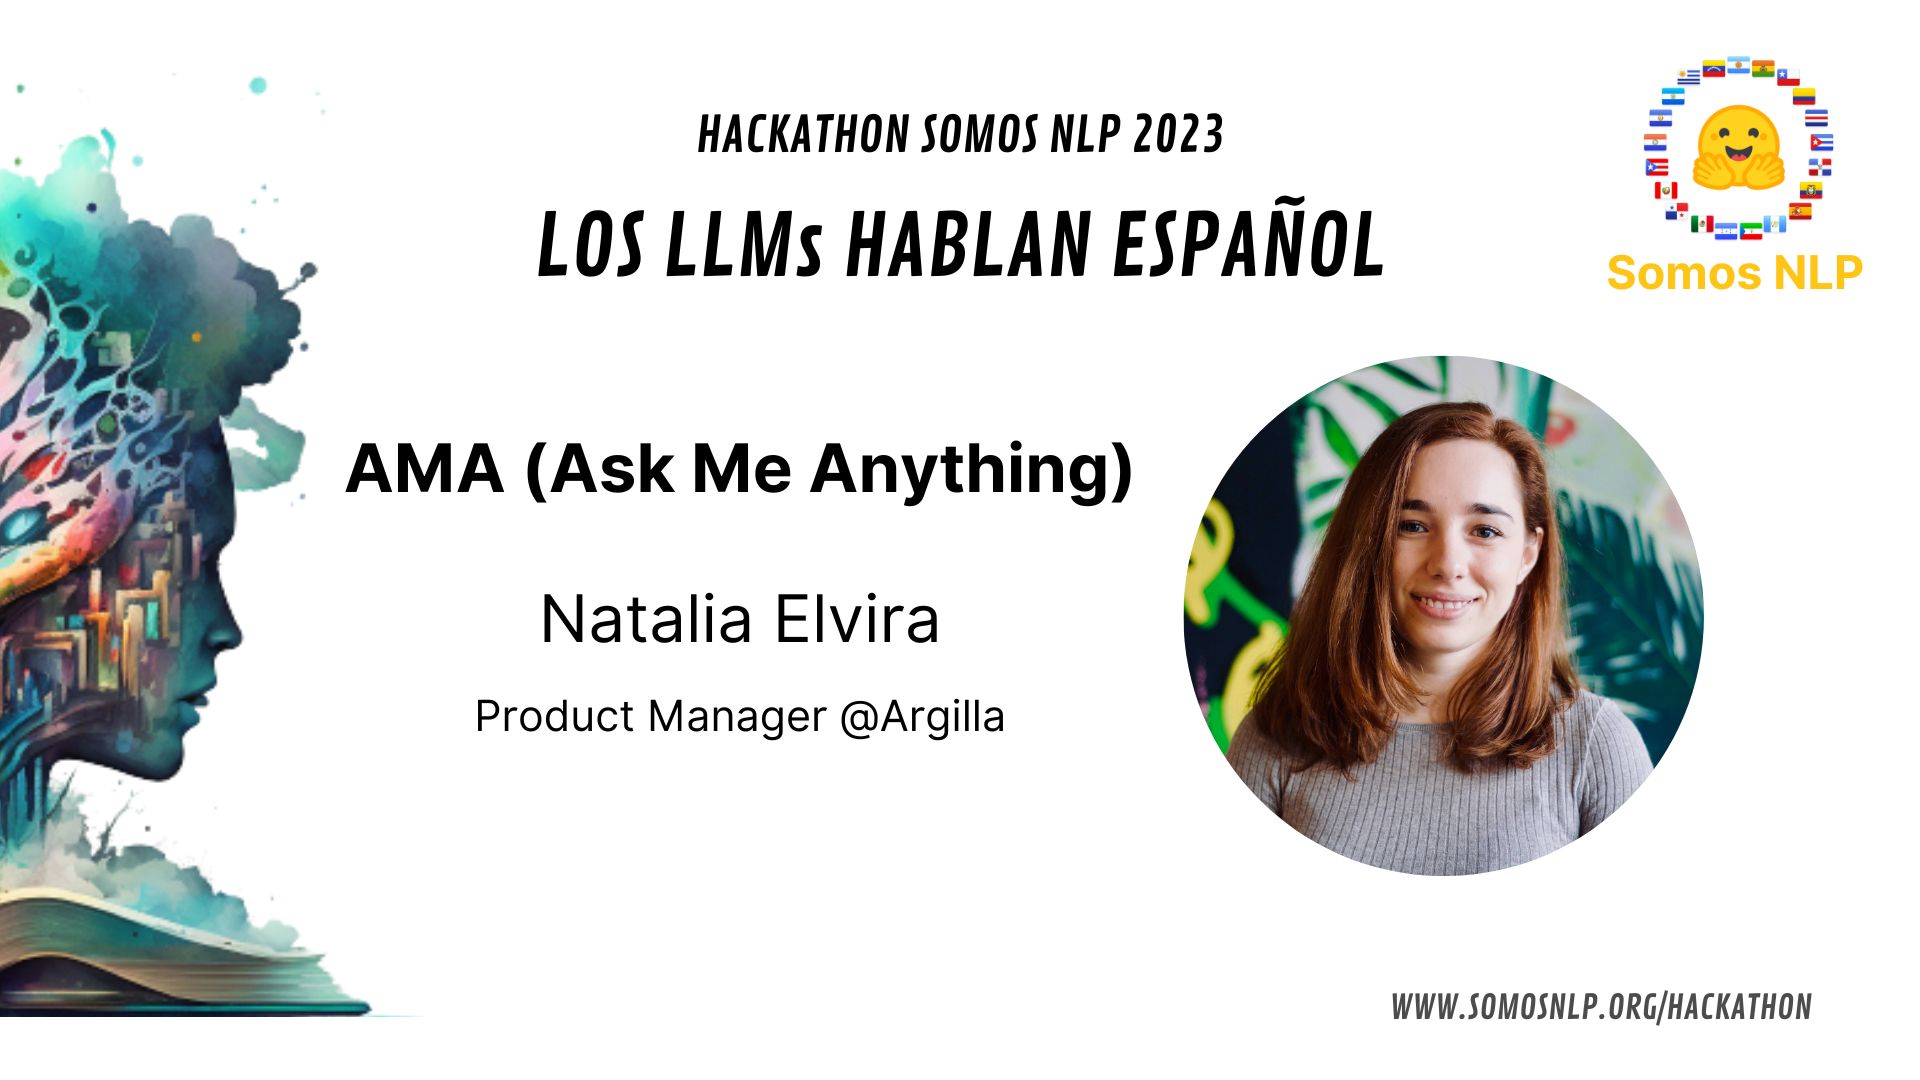 HACKATHON SOMOS NLP 2023
LOS LLMs HABLAN ESPAÑOL
Somos NLP
AMA (Ask Me Anything)
Natalia Elvira
Product Manager @Argilla
WWW.SOMOSNLP.ORG/HACKATHON